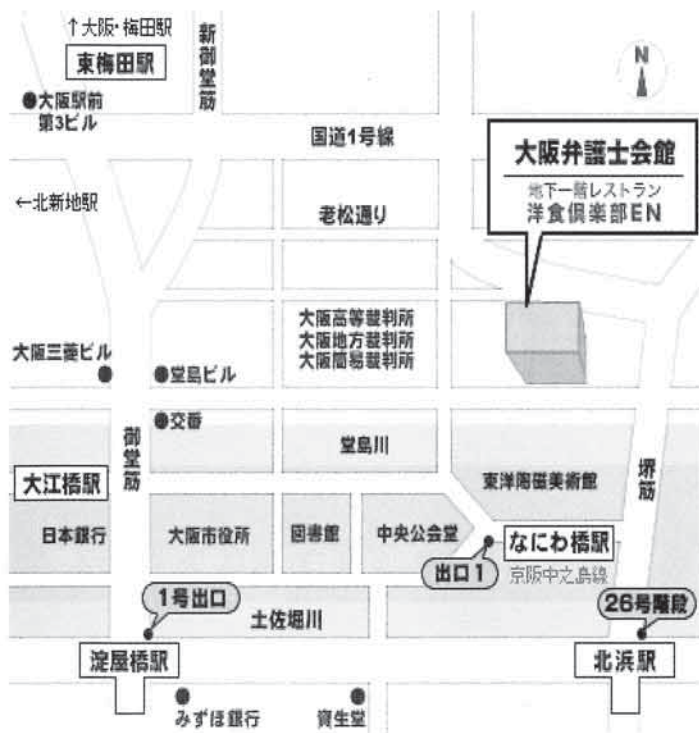 ↑大阪・梅田駅
東梅田駅
新御堂筋
N
大阪駅前
第3ビル
国道1号線
大阪弁護士会館
地下一階レストラン
洋食倶楽部EN
←北新地駅
老松通り
大阪高等裁判所
大阪地方裁判所
大阪簡易裁判所
大阪三菱ビル
堂島ビル
交番
御堂筋
堂島川
堺筋
大江橋駅
東洋陶磁美術館
日本銀行
大阪市役所
図書館
中央公会堂
なにわ橋駅
出口1
京阪中之島線
1号出口
土佐堀川
26号階段
淀屋橋駅
北浜駅
みずほ銀行
資生堂